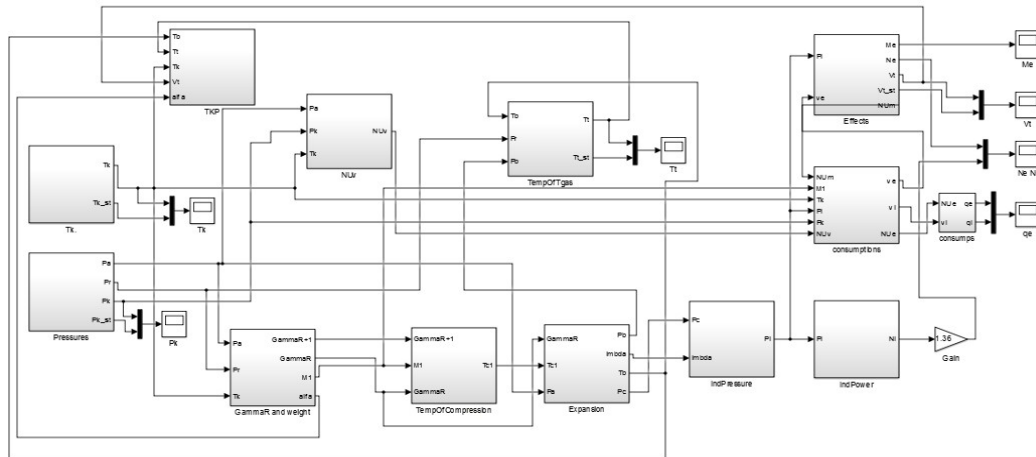 Tb
Tt
Tk
Vt
alfa
TKP
Pa
Pk
Tk
NUv
NUv
Tb
Pr
Pb
Tt
Tt_st
TempOfTgas
Tt
Pi
ve
Me
Ne
Vt
Vt_st
NUm
Effects
Me
Vt
Ne N
Tk
Tk_st
Tk.
Tk
NUm
M1
Tk
Pi
Pk
NUv
ve
vi
NUe
consumptions
NUe
vi
qe
qi
consumps
qe
Pa
Pr
Pk
Pk_st
Pressures
Pk
Pa
Pr
Tk
GammaR+1
GammaR
M1
alfa
GammaR and weight
GammaR+1
M1
GammaR
Tc1
TempOfCompression
GammaR
Tc1
Pa
Pb
lmbda
Tb
Pc
Expansion
Pc
lmbda
Pi
IndPressure
Pi
Ni
IndPower
1.36
Gain